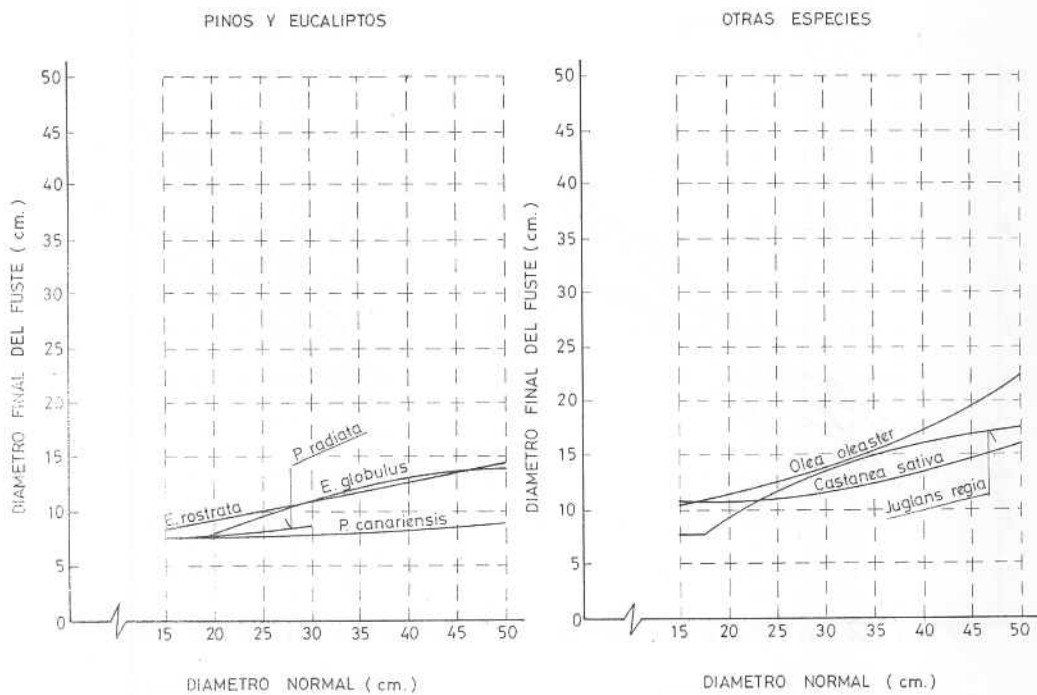 PINOS Y EUCALIPTOS
DIAMETRO FINAL DEL FUSTE (cm.)
50
45
40
35
30
25
20
15
10
5
0
P. radiata
E. globulus
E. rostrata
P. canariensis
15 20 25 30 35 40 45 50
DIAMETRO NORMAL (cm.)
OTRAS ESPECIES
DIAMETRO FINAL DEL FUSTE (cm.)
50
45
40
35
30
25
20
15
10
5
0
Olea oleaster
Castanea sativa
Juglans regia
15 20 25 30 35 40 45 50
DIAMETRO NORMAL (cm.)